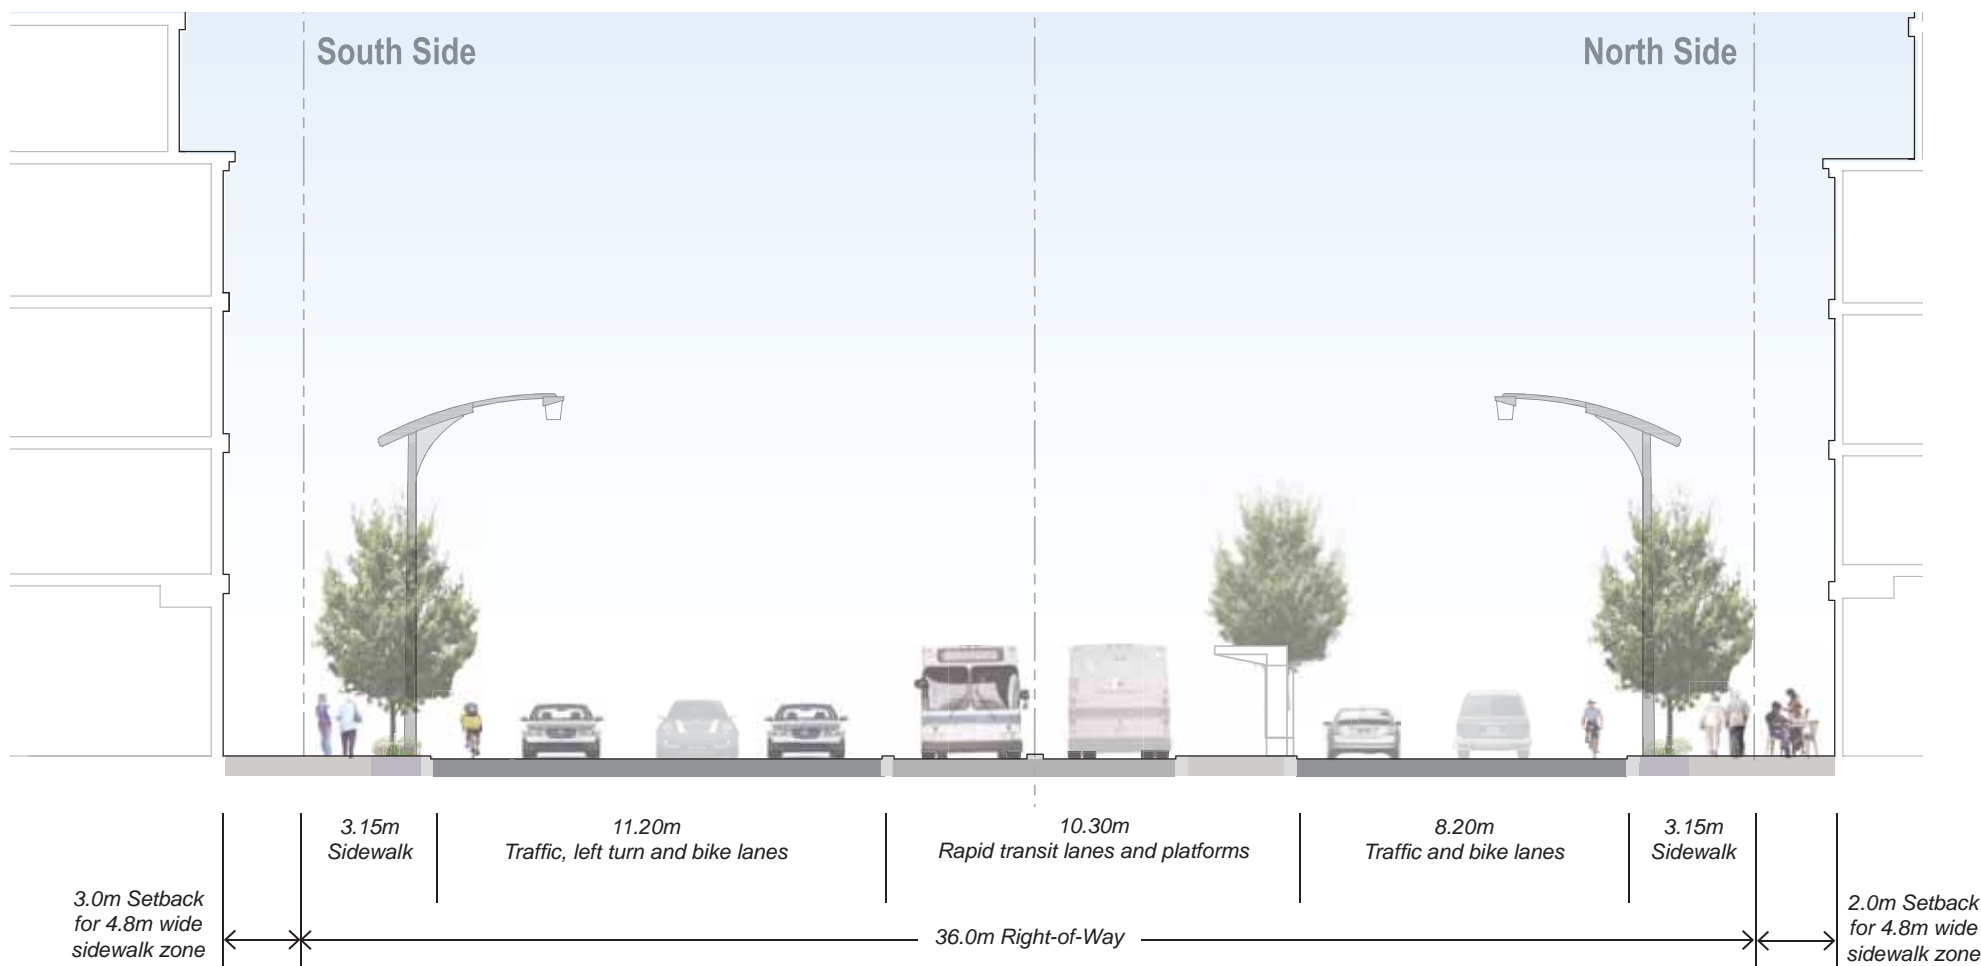 South Side
North Side
3.15m
Sidewalk
11.20m
Traffic, left turn and bike lanes
10.30m
Rapid transit lanes and platforms
8.20m
Traffic and bike lanes
3.15m
Sidewalk
3.0m Setback
for 4.8m wide
sidewalk zone
36.0m Right-of-Way
2.0m Setback
for 4.8m wide
sidewalk zone